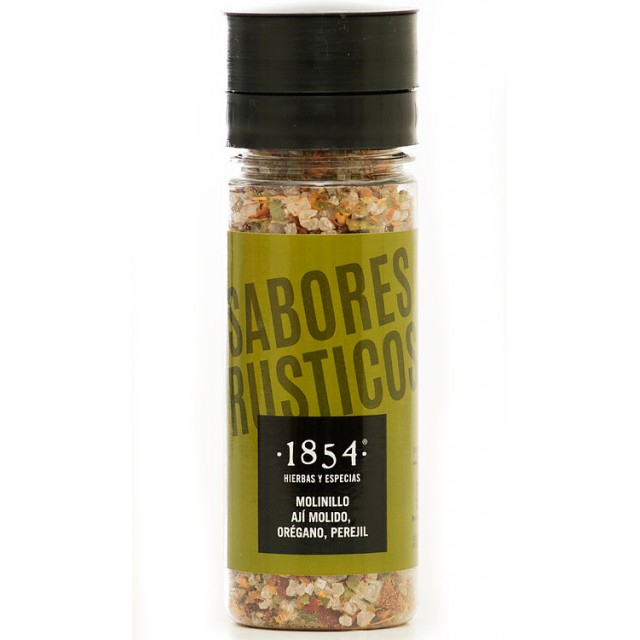 SABORES
RUSTICOS
·1854·®
HIERBAS Y ESPECIAS
MOLINILLO
AJÍ MOLIDO,
ORÉGANO, PEREJIL